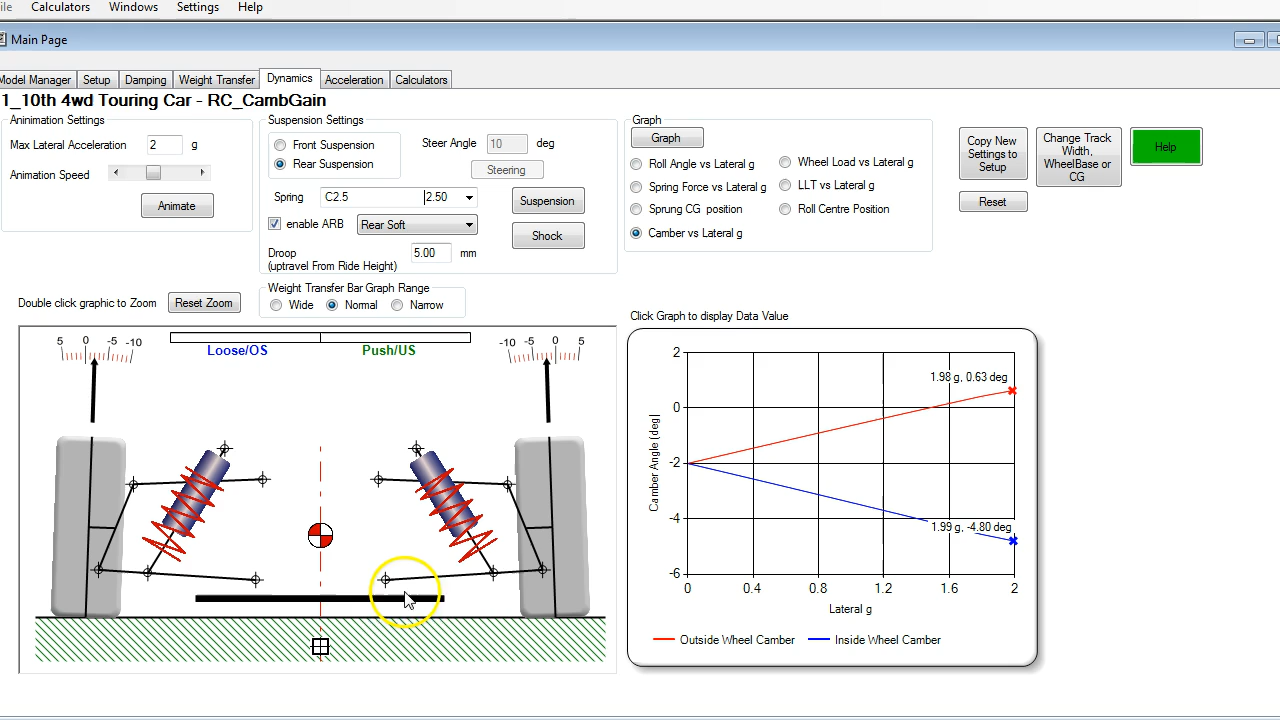 ile Calculators Windows Settings Help
Main Page
Model Manager Setup Damping Weight Transfer Dynamics Acceleration Calculators
1_10th 4wd Touring Car - RC_CambGain
Aninimation Settings
Max Lateral Acceleration 2 g
Animation Speed
Animate
Suspension Settings
Front Suspension
Rear Suspension
Steer Angle 10 deg
Steering
Spring C2.5 2.50
Suspension
enable ARB Rear Soft
Shock
Droop 5.00 mm
(uptravel From Ride Height)
Graph
Graph
Roll Angle vs Lateral g
Wheel Load vs Lateral g
Spring Force vs Lateral g
LLT vs Lateral g
Sprung CG position
Roll Centre Position
Camber vs Lateral g
Copy New
Settings to
Setup
Change Track
Width,
WheelBase or
CG
Help
Reset
Double click graphic to Zoom Reset Zoom
Weight Transfer Bar Graph Range
Wide Normal Narrow
5 0 -5 -10
Loose/OS Push/US
-10 -5 0 5
Click Graph to display Data Value
2
0
-2
-4
-6
Camber Angle [deg]
1.98 g, 0.63 deg
1.99 g, -4.80 deg
0 0.4 0.8 1.2 1.6 2
Lateral g
Outside Wheel Camber Inside Wheel Camber